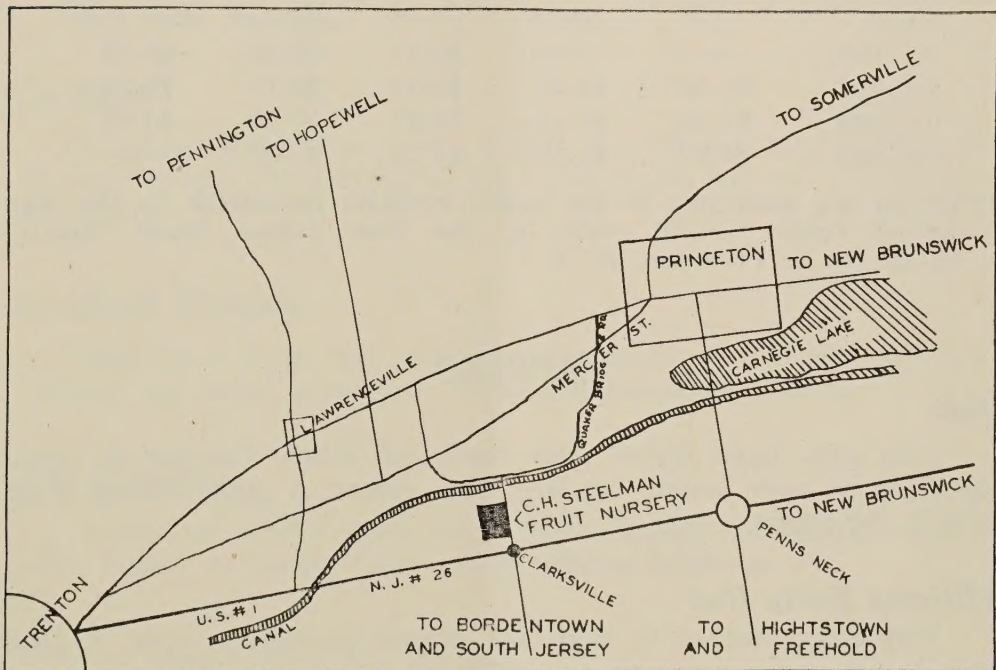 TO SOMERVILLE
TO PENNINGTON
TO HOPEWELL
PRINCETON
TO NEW BRUNSWICK
CARNEGIE LAKE
MERCER ST.
QUAKER BRIDGE RD.
LAWRENCEVILLE
C.H. STEELMAN
FRUIT NURSERY
TO NEW BRUNSWICK
PENNS NECK
CLARKSVILLE
N.J. # 26
U.S. # 1
TRENTON
CANAL
TO BORDENTOWN
AND SOUTH JERSEY
TO HIGHTSTOWN
AND FREEHOLD